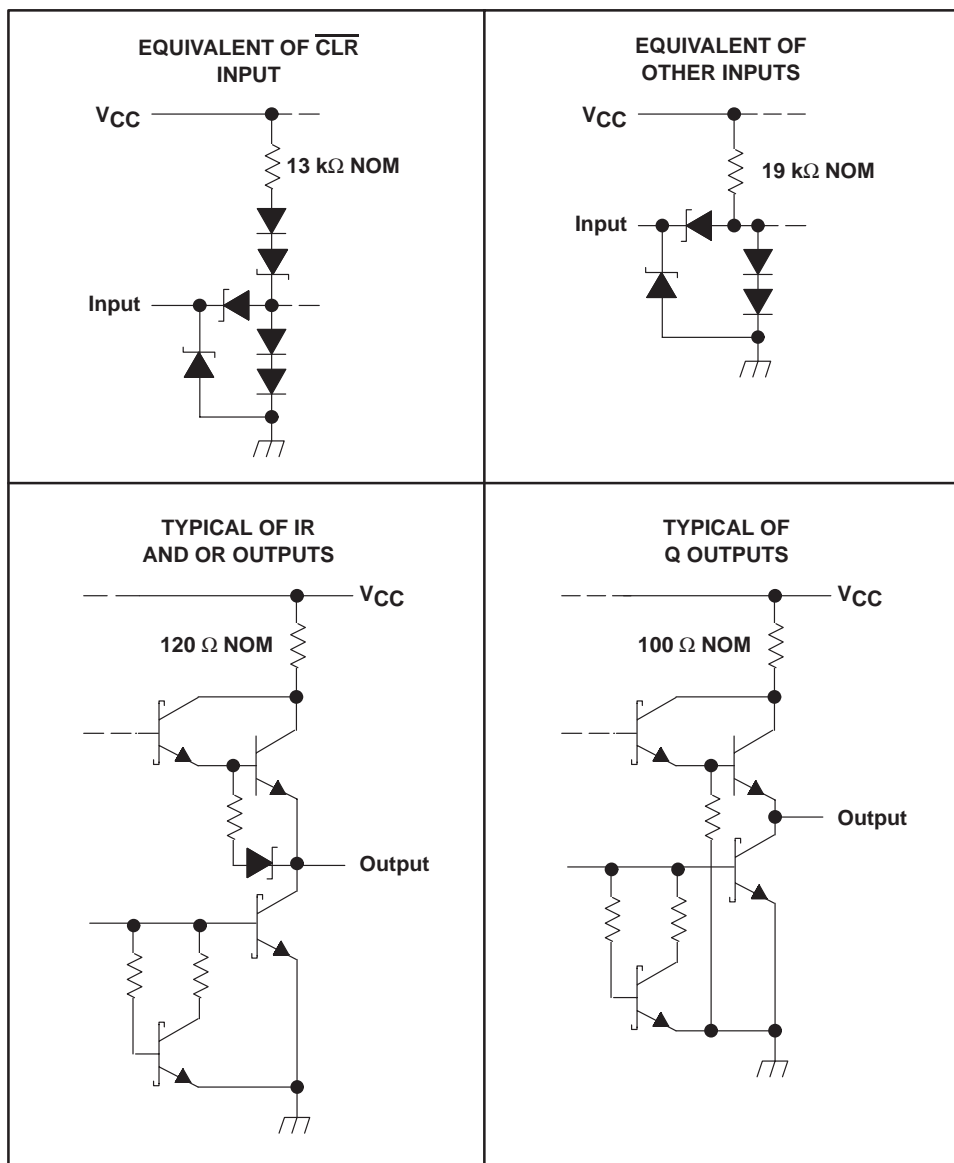 EQUIVALENT OF C̅L̅R̅
INPUT
VCC
13 kΩ NOM
Input
EQUIVALENT OF
OTHER INPUTS
VCC
19 kΩ NOM
Input
TYPICAL OF IR
AND OR OUTPUTS
VCC
120 Ω NOM
Output
TYPICAL OF
Q OUTPUTS
VCC
100 Ω NOM
Output